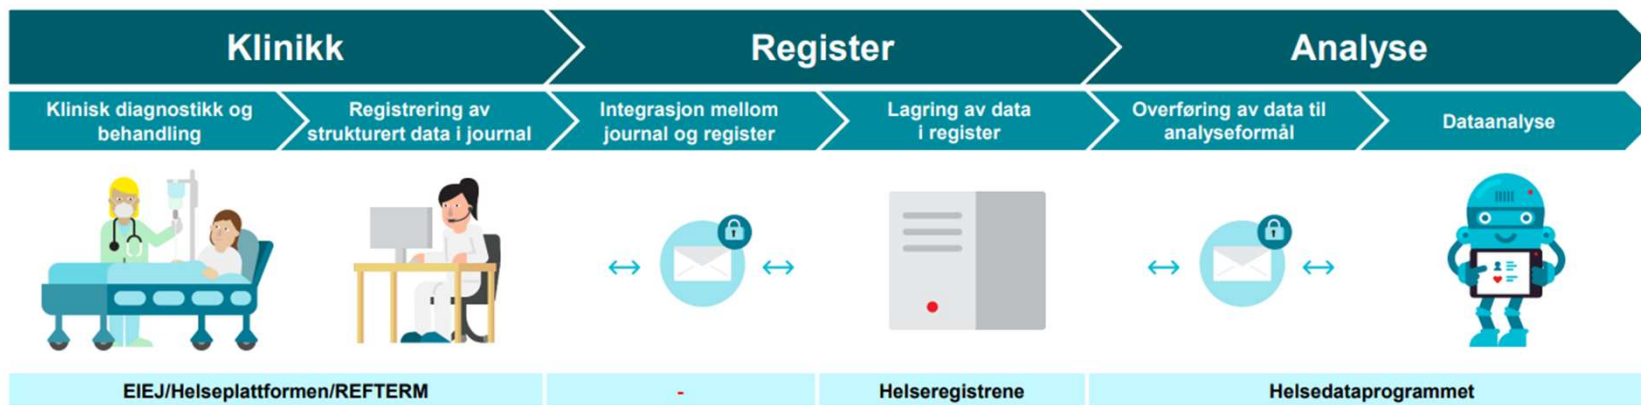 Klinikk
Register
Analyse
Klinisk diagnostikk og
behandling
Registrering av
strukturert data i journal
Integrasjon mellom
journal og register
Lagring av data
i register
Overføring av data til
analyseformål
Dataanalyse
EIEJ/Helseplattformen/REFTERM
-
Helseregistrene
Helsedataprogrammet